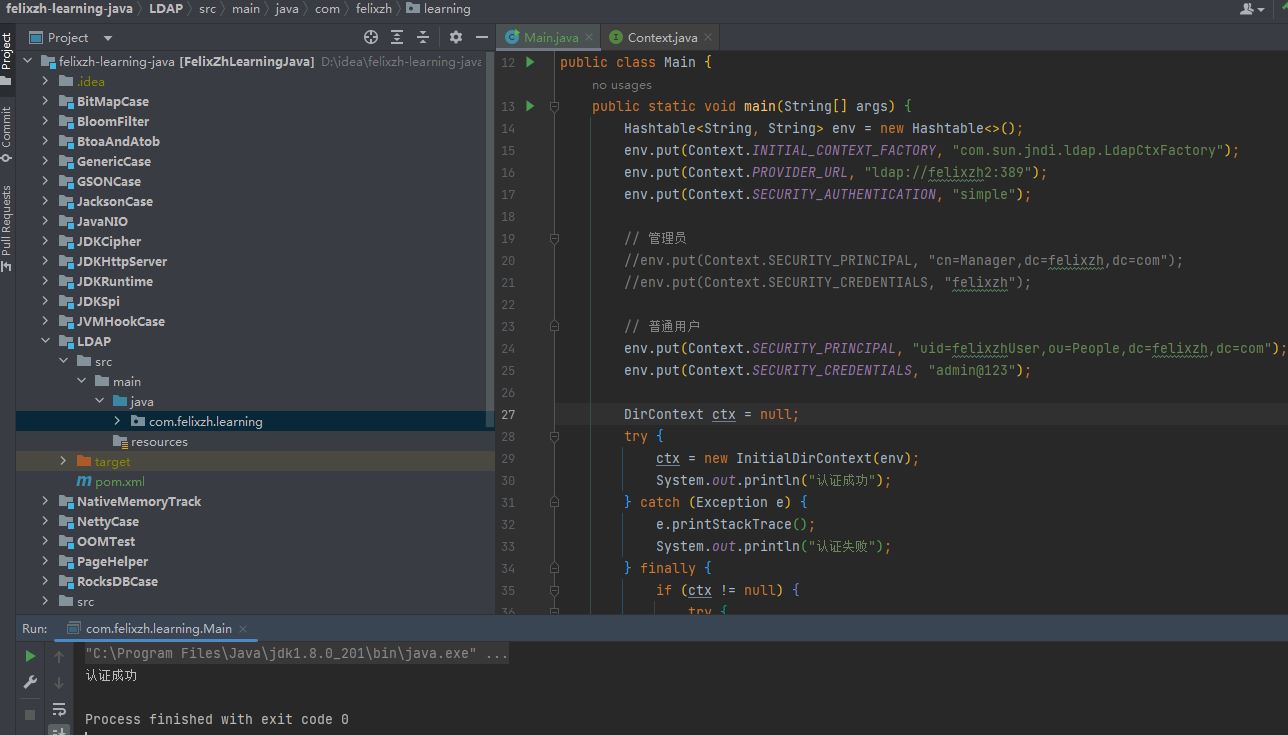 felixzh-learning-java 〉 LDAP 〉 src 〉 main 〉 java 〉 com 〉 felixzh 〉 learning
Project
Commit
Pull Requests
Project
felixzh-learning-java [FelixZhLearningJava] D:\idea\felixzh-learning-java
.idea
BitMapCase
BloomFilter
BtoaAndAtob
GenericCase
GSONCase
JacksonCase
JavaNIO
JDKCipher
JDKHttpServer
JDKRuntime
JDKSpi
JVMHookCase
LDAP
src
main
java
com.felixzh.learning
resources
target
pom.xml
NativeMemoryTrack
NettyCase
OOMTest
PageHelper
RocksDBCase
src
Main.java
Context.java
12 public class Main {
no usages
13 public static void main(String[] args) {
14 Hashtable<String, String> env = new Hashtable<>();
15 env.put(Context.INITIAL_CONTEXT_FACTORY, "com.sun.jndi.ldap.LdapCtxFactory");
16 env.put(Context.PROVIDER_URL, "ldap://felixzh2:389");
17 env.put(Context.SECURITY_AUTHENTICATION, "simple");
18
19 // 管理员
20 //env.put(Context.SECURITY_PRINCIPAL, "cn=Manager,dc=felixzh,dc=com");
21 //env.put(Context.SECURITY_CREDENTIALS, "felixzh");
22
23 // 普通用户
24 env.put(Context.SECURITY_PRINCIPAL, "uid=felixzhUser,ou=People,dc=felixzh,dc=com");
25 env.put(Context.SECURITY_CREDENTIALS, "admin@123");
26
27 DirContext ctx = null;
28 try {
29 ctx = new InitialDirContext(env);
30 System.out.println("认证成功");
31 } catch (Exception e) {
32 e.printStackTrace();
33 System.out.println("认证失败");
34 } finally {
35 if (ctx != null) {
36 try {
Run: com.felixzh.learning.Main
"C:\Program Files\Java\jdk1.8.0_201\bin\java.exe" ...
认证成功
Process finished with exit code 0